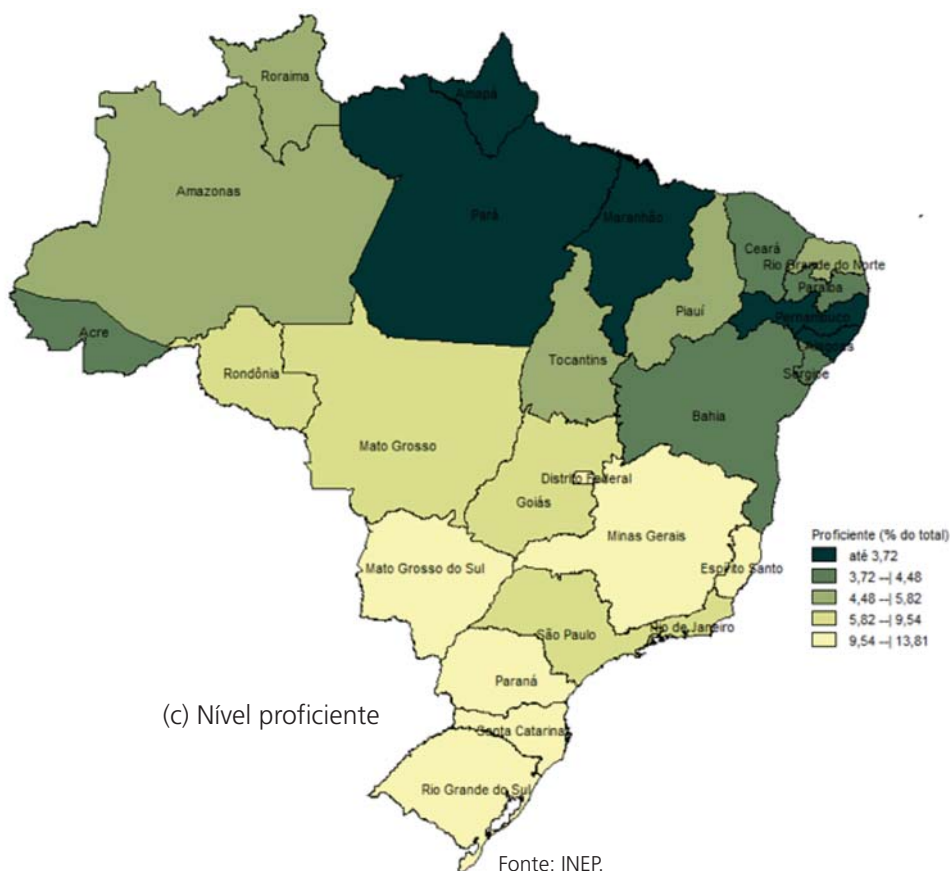 Roraima
Amapá
Amazonas
Pará
Maranhão
Ceará
Rio Grande do Norte
Paraíba
Piauí
Pernambuco
Acre
Sergipe
Tocantins
Rondônia
Bahia
Mato Grosso
Distrito Federal
Goiás
Minas Gerais
Mato Grosso do Sul
Espírito Santo
São Paulo
Rio de Janeiro
Paraná
Santa Catarina
Rio Grande do Sul
Proficiente (% do total)
até 3,72
3,72 --| 4,48
4,48 --| 5,82
5,82 --| 9,54
9,54 --| 13,81
(c) Nível proficiente
Fonte: INEP.